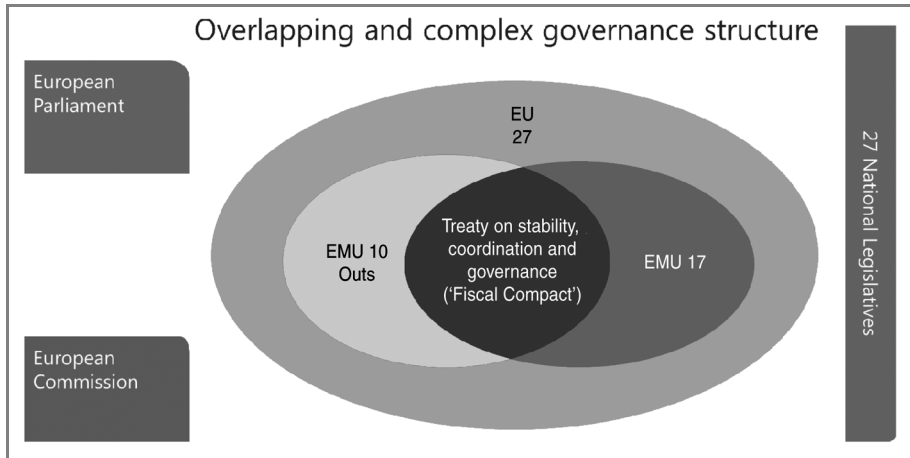 Overlapping and complex governance structure
European
Parliament
EU
27
Treaty on stability,
coordination and
governance
(‘Fiscal Compact’)
EMU 10
Outs
EMU 17
European
Commission
27 National Legislatives